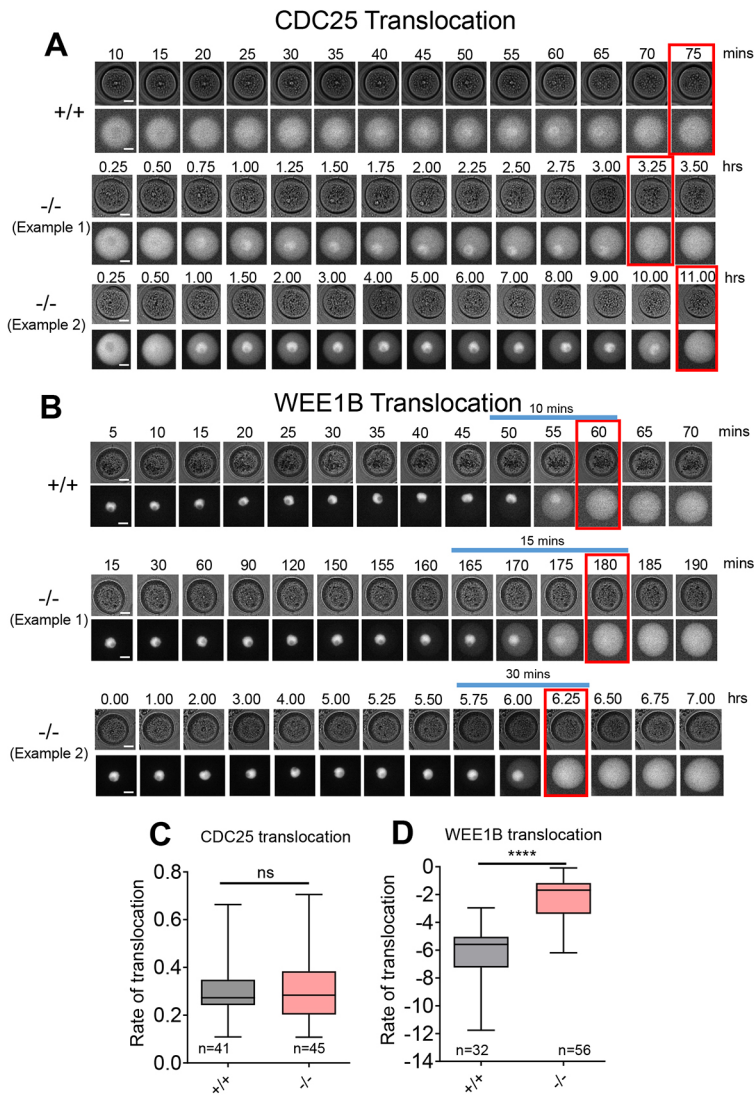 CDC25 Translocation
A
10 15 20 25 30 35 40 45 50 55 60 65 70 75 mins
+/+
0.25 0.50 0.75 1.00 1.25 1.50 1.75 2.00 2.25 2.50 2.75 3.00 3.25 3.50 hrs
-/-
(Example 1)
0.25 0.50 1.00 1.50 2.00 3.00 4.00 5.00 6.00 7.00 8.00 9.00 10.00 11.00 hrs
-/-
(Example 2)
B
WEE1B Translocation
10 mins
5 10 15 20 25 30 35 40 45 50 55 60 65 70 mins
+/+
15 mins
15 30 60 90 120 150 155 160 165 170 175 180 185 190 mins
-/-
(Example 1)
30 mins
0.00 1.00 2.00 3.00 4.00 5.00 5.25 5.50 5.75 6.00 6.25 6.50 6.75 7.00 hrs
-/-
(Example 2)
C
CDC25 translocation
Rate of translocation
0.8
0.6
0.4
0.2
0.0
ns
n=41 n=45
+/+ -/-
D
WEE1B translocation
Rate of translocation
0
-2
-4
-6
-8
-10
-12
-14
****
n=32 n=56
+/+ -/-